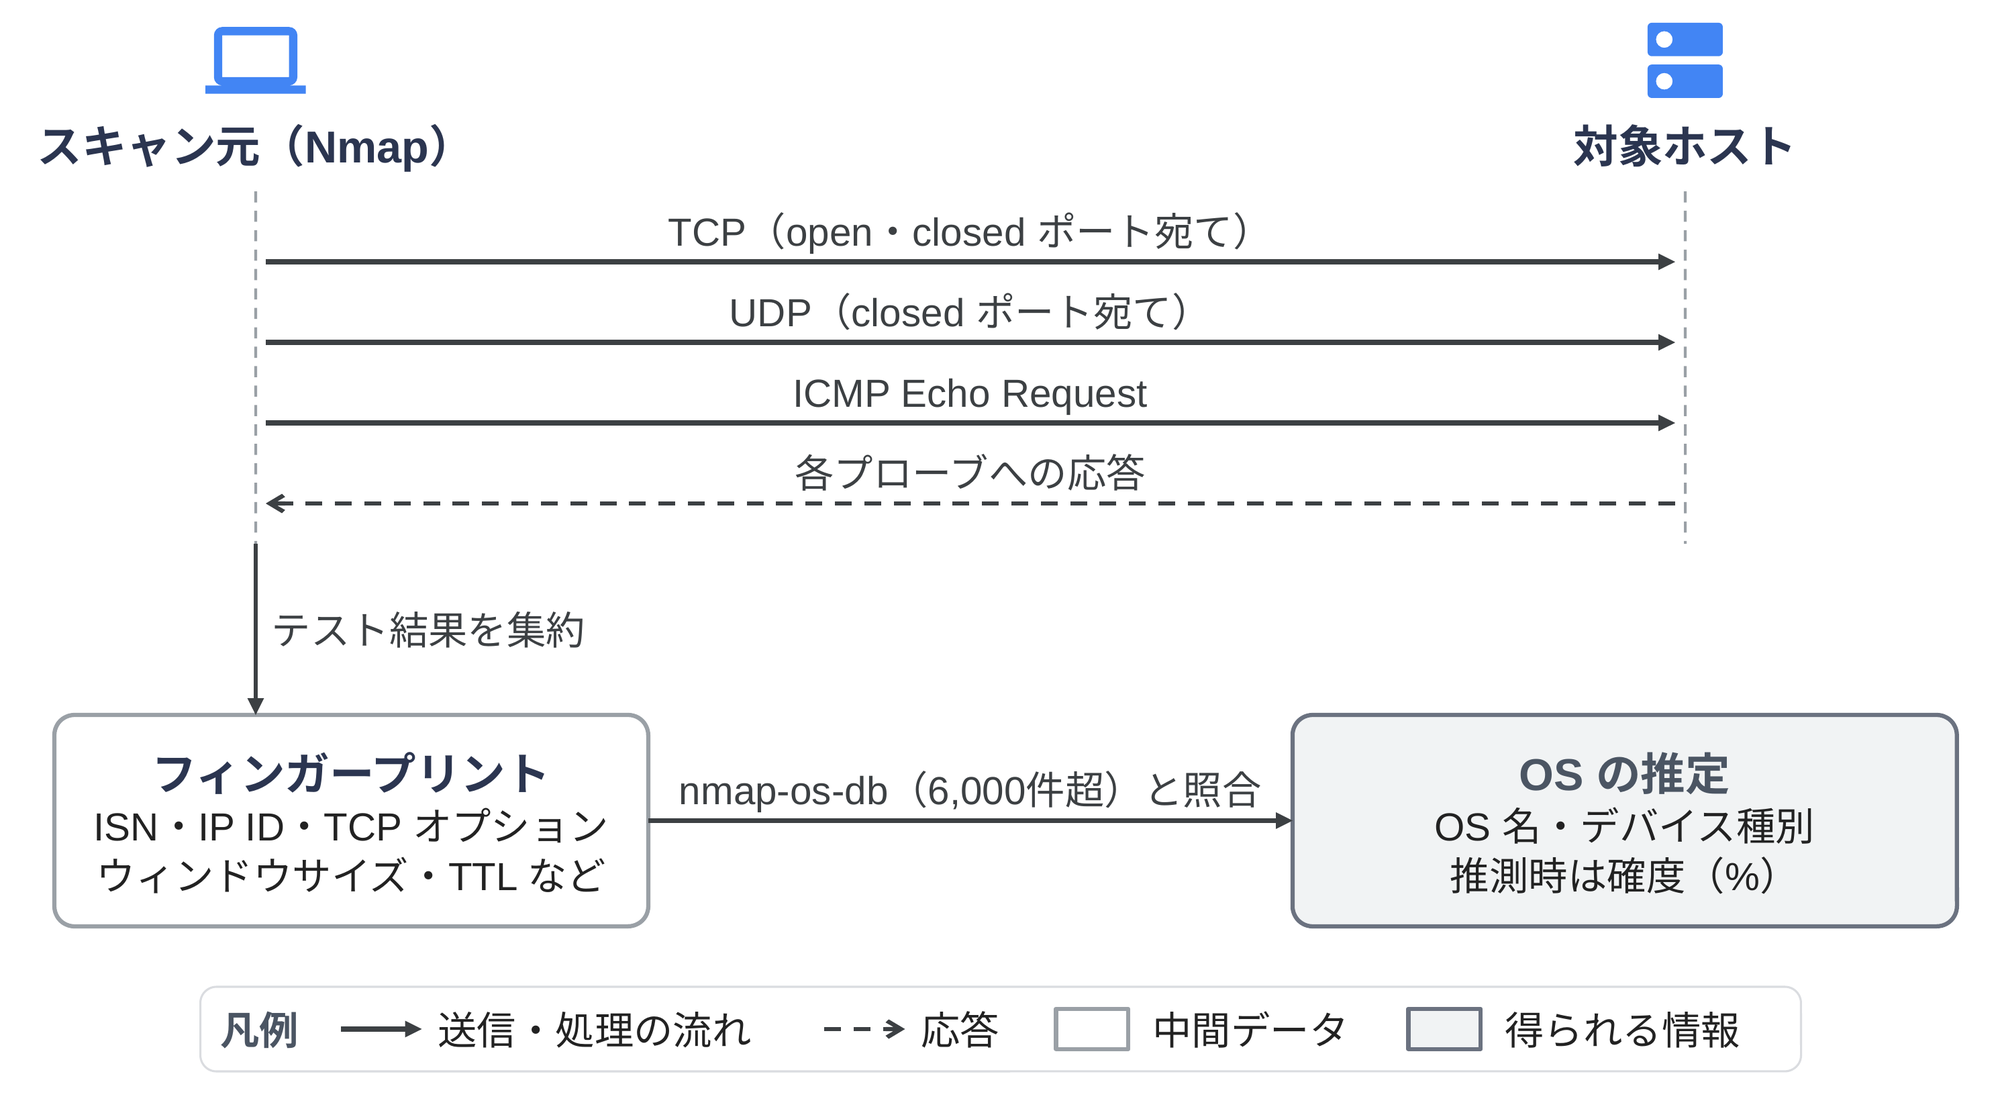 スキャン元（Nmap）
対象ホスト
TCP（open・closed ポート宛て）
UDP（closed ポート宛て）
ICMP Echo Request
各プローブへの応答
テスト結果を集約
フィンガープリント
ISN・IP ID・TCP オプション
ウィンドウサイズ・TTL など
nmap-os-db（6,000件超）と照合
OS の推定
OS 名・デバイス種別
推測時は確度（%）
凡例
送信・処理の流れ
応答
中間データ
得られる情報